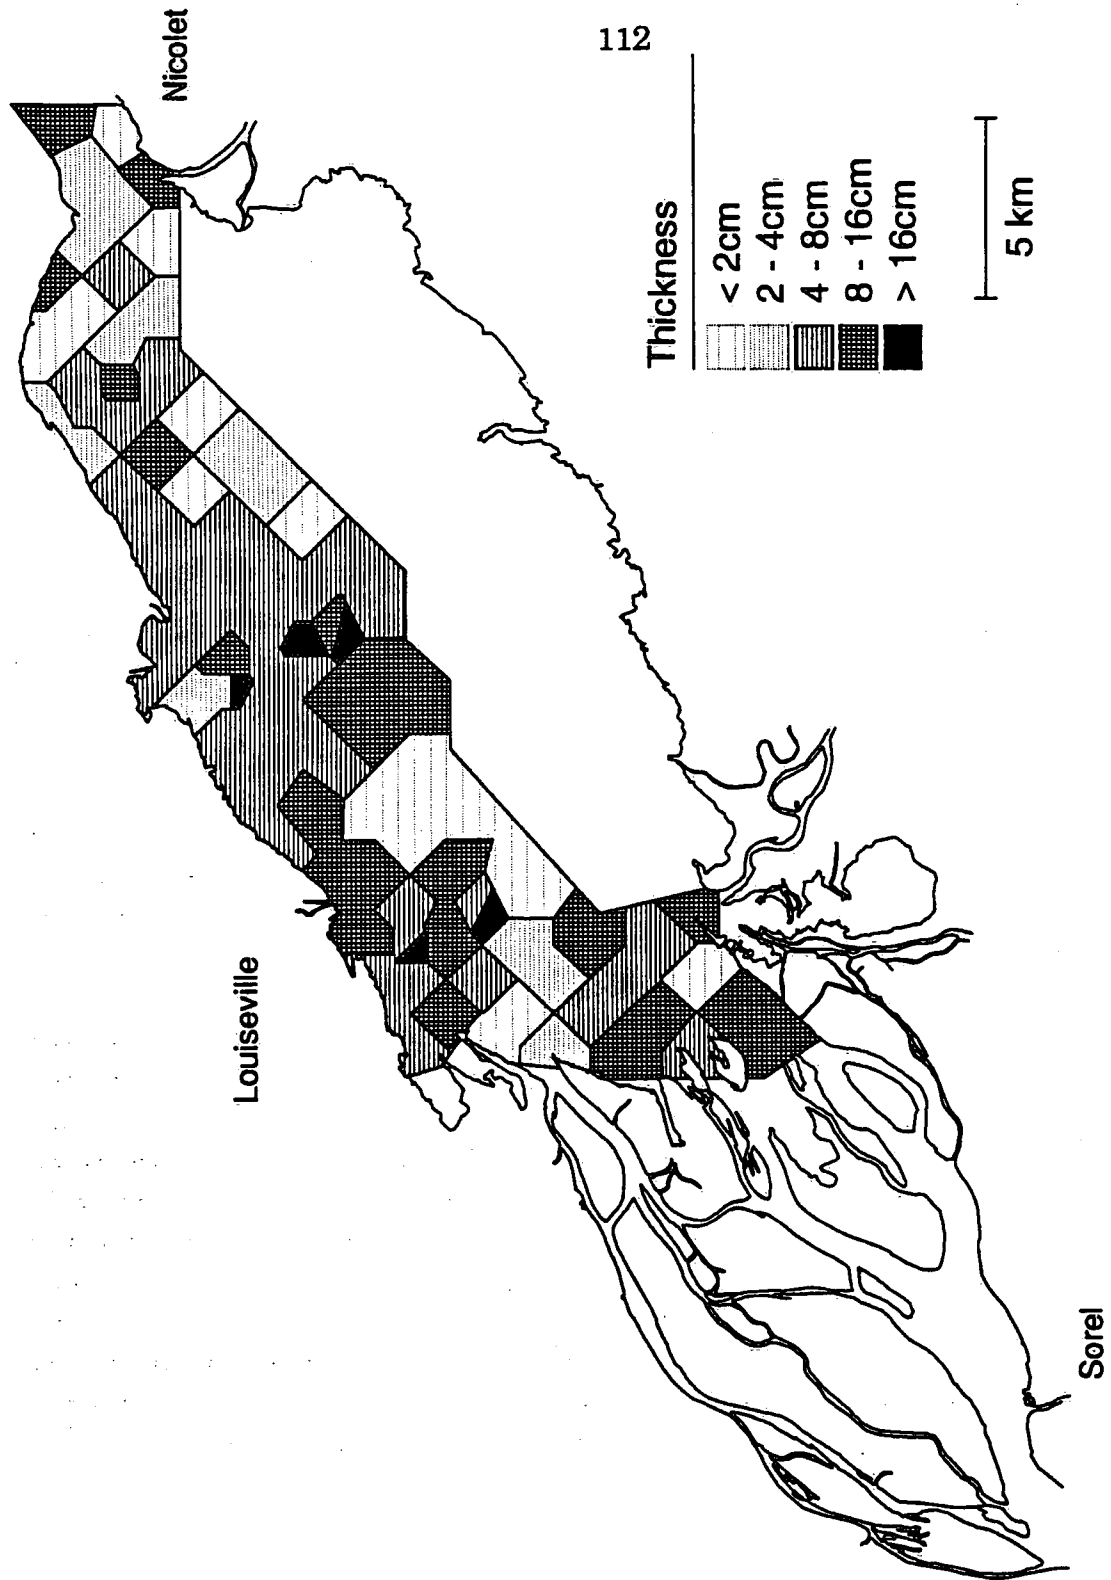 112
Nicolet
Louiseville
Sorel
Thickness
< 2cm
2 - 4cm
4 - 8cm
8 - 16cm
> 16cm
5 km